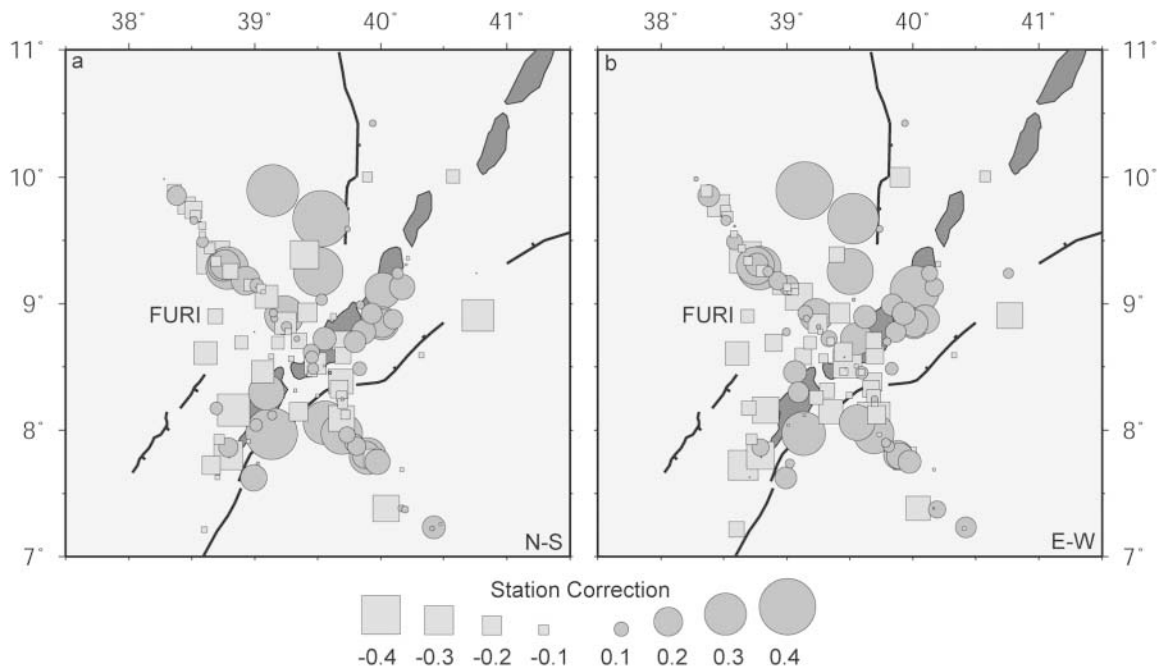 38° 39° 40° 41° 38° 39° 40° 41°
11° a b 11°
10° 10°
9° FURI FURI 9°
8° 8°
7° N-S E-W 7°
Station Correction
-0.4 -0.3 -0.2 -0.1 0.1 0.2 0.3 0.4